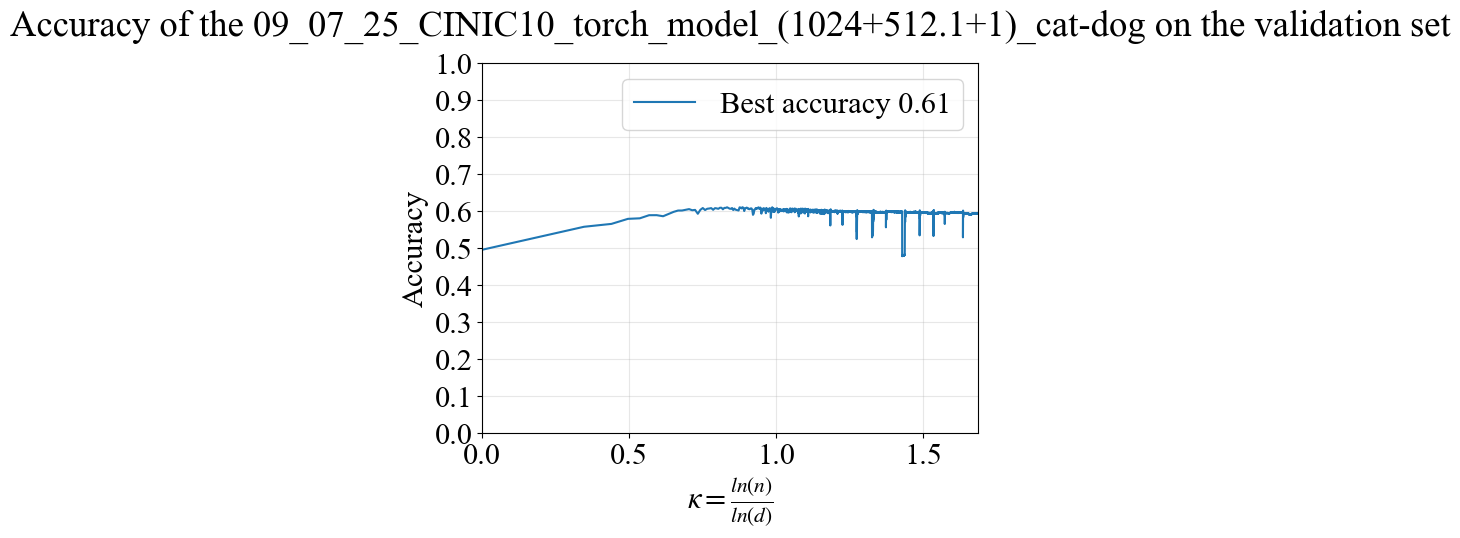 Accuracy of the 09_07_25_CINIC10_torch_model_(1024+512.1+1)_cat-dog on the validation set
Best accuracy 0.61
Accuracy
1.0
0.9
0.8
0.7
0.6
0.5
0.4
0.3
0.2
0.1
0.0
0.0 0.5 1.0 1.5
κ = ln(n) / ln(d)